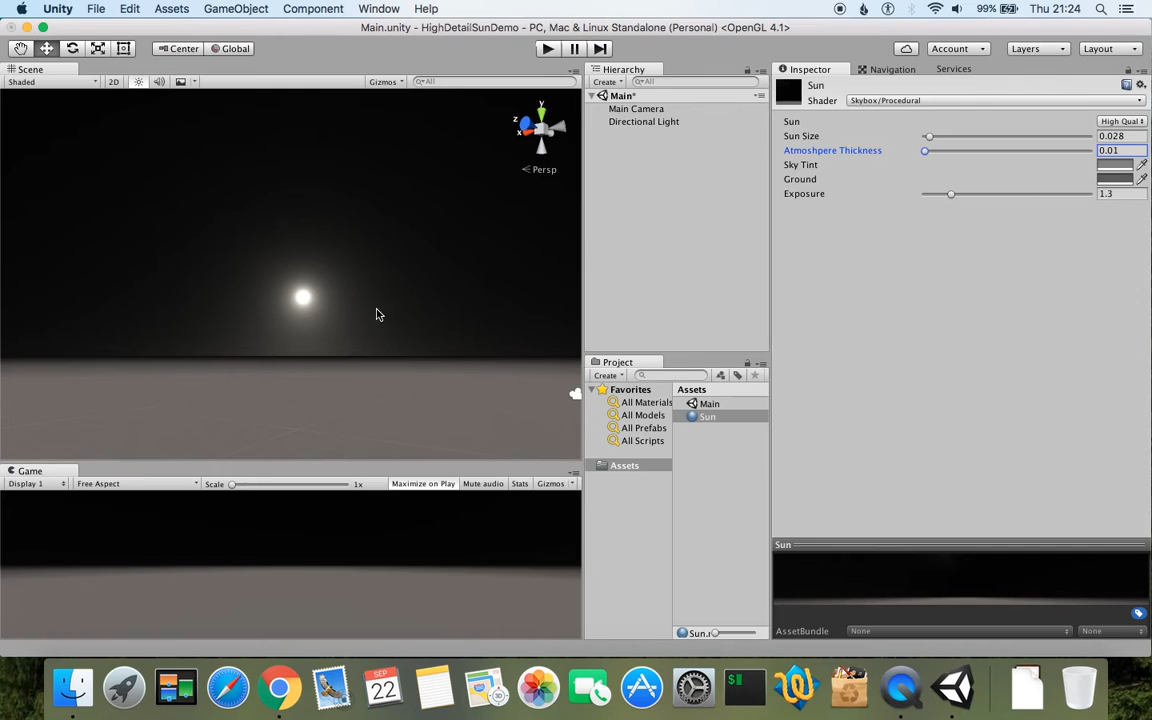 Unity File Edit Assets GameObject Component Window Help 99% Thu 21:24
Main.unity - HighDetailSunDemo - PC, Mac & Linux Standalone (Personal) <OpenGL 4.1>
Center Global Account Layers Layout
Scene
Shaded 2D Gizmos All
y
z
x
Persp
Hierarchy
Create All
Main*
Main Camera
Directional Light
Inspector Navigation Services
Sun
Shader Skybox/Procedural
Sun High Qual
Sun Size 0.028
Atmoshpere Thickness 0.01
Sky Tint
Ground
Exposure 1.3
Project
Create
Favorites
All Materials
All Models
All Prefabs
All Scripts
Assets
Assets
Main
Sun
Game
Display 1 Free Aspect Scale 1x Maximize on Play Mute audio Stats Gizmos
Sun
AssetBundle None None
SEP
22
3D
$